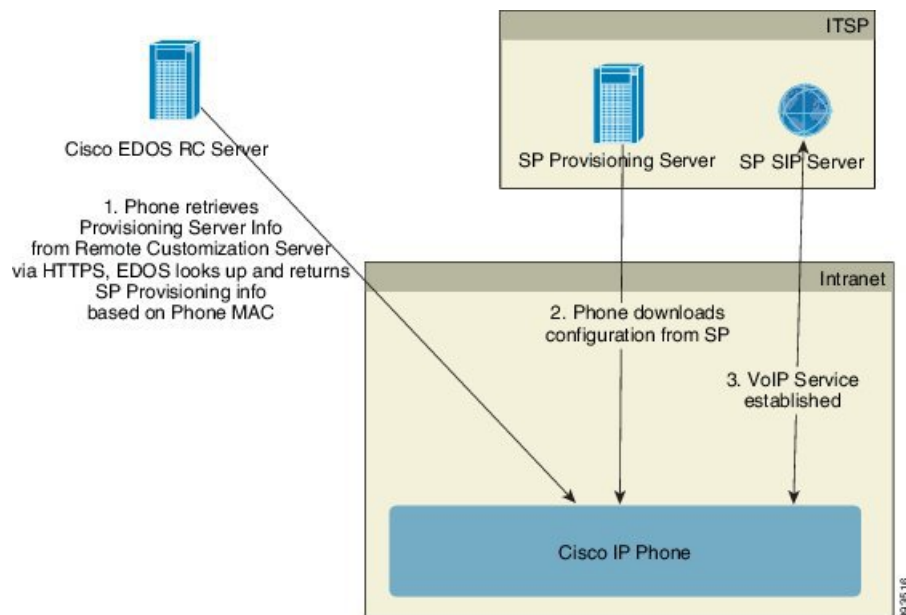 ITSP
Cisco EDOS RC Server
SP Provisioning Server
SP SIP Server
1. Phone retrieves
Provisioning Server Info
from Remote Customization Server
via HTTPS, EDOS looks up and returns
SP Provisioning info
based on Phone MAC
Intranet
2. Phone downloads
configuration from SP
3. VoIP Service
established
Cisco IP Phone